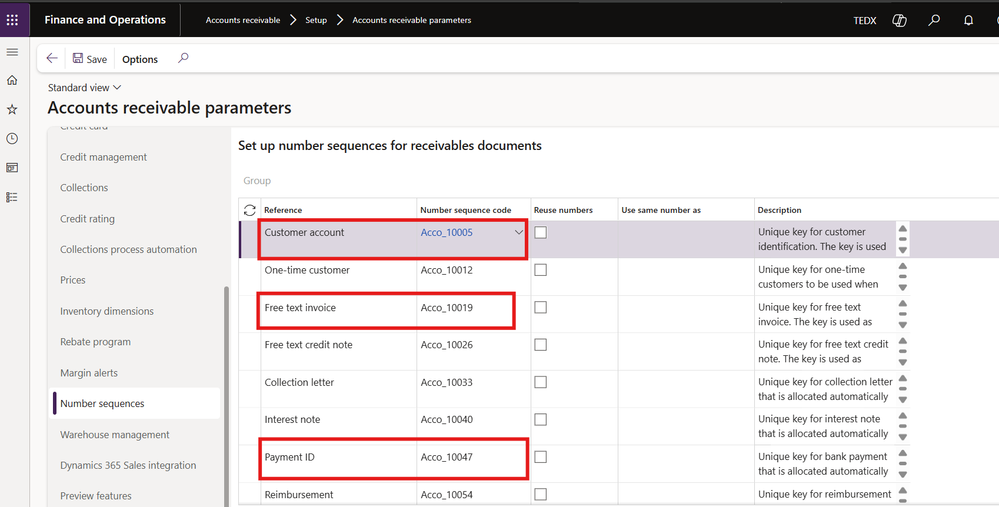 Finance and Operations
Accounts receivable
Setup
Accounts receivable parameters
TEDX
Save
Options
Standard view
Accounts receivable parameters
Credit card
Credit management
Collections
Credit rating
Collections process automation
Prices
Inventory dimensions
Rebate program
Margin alerts
Number sequences
Warehouse management
Dynamics 365 Sales integration
Preview features
Set up number sequences for receivables documents
Group
Reference Number sequence code Reuse numbers Use same number as Description
Customer account Acco_10005 Unique key for customer
identification. The key is used
One-time customer Acco_10012 Unique key for one-time
customers to be used when
Free text invoice Acco_10019 Unique key for free text
invoice. The key is used as
Free text credit note Acco_10026 Unique key for free text credit
note. The key is used as
Collection letter Acco_10033 Unique key for collection letter
that is allocated automatically
Interest note Acco_10040 Unique key for interest note
that is allocated automatically
Payment ID Acco_10047 Unique key for bank payment
that is allocated automatically
Reimbursement Acco_10054 Unique key for reimbursement